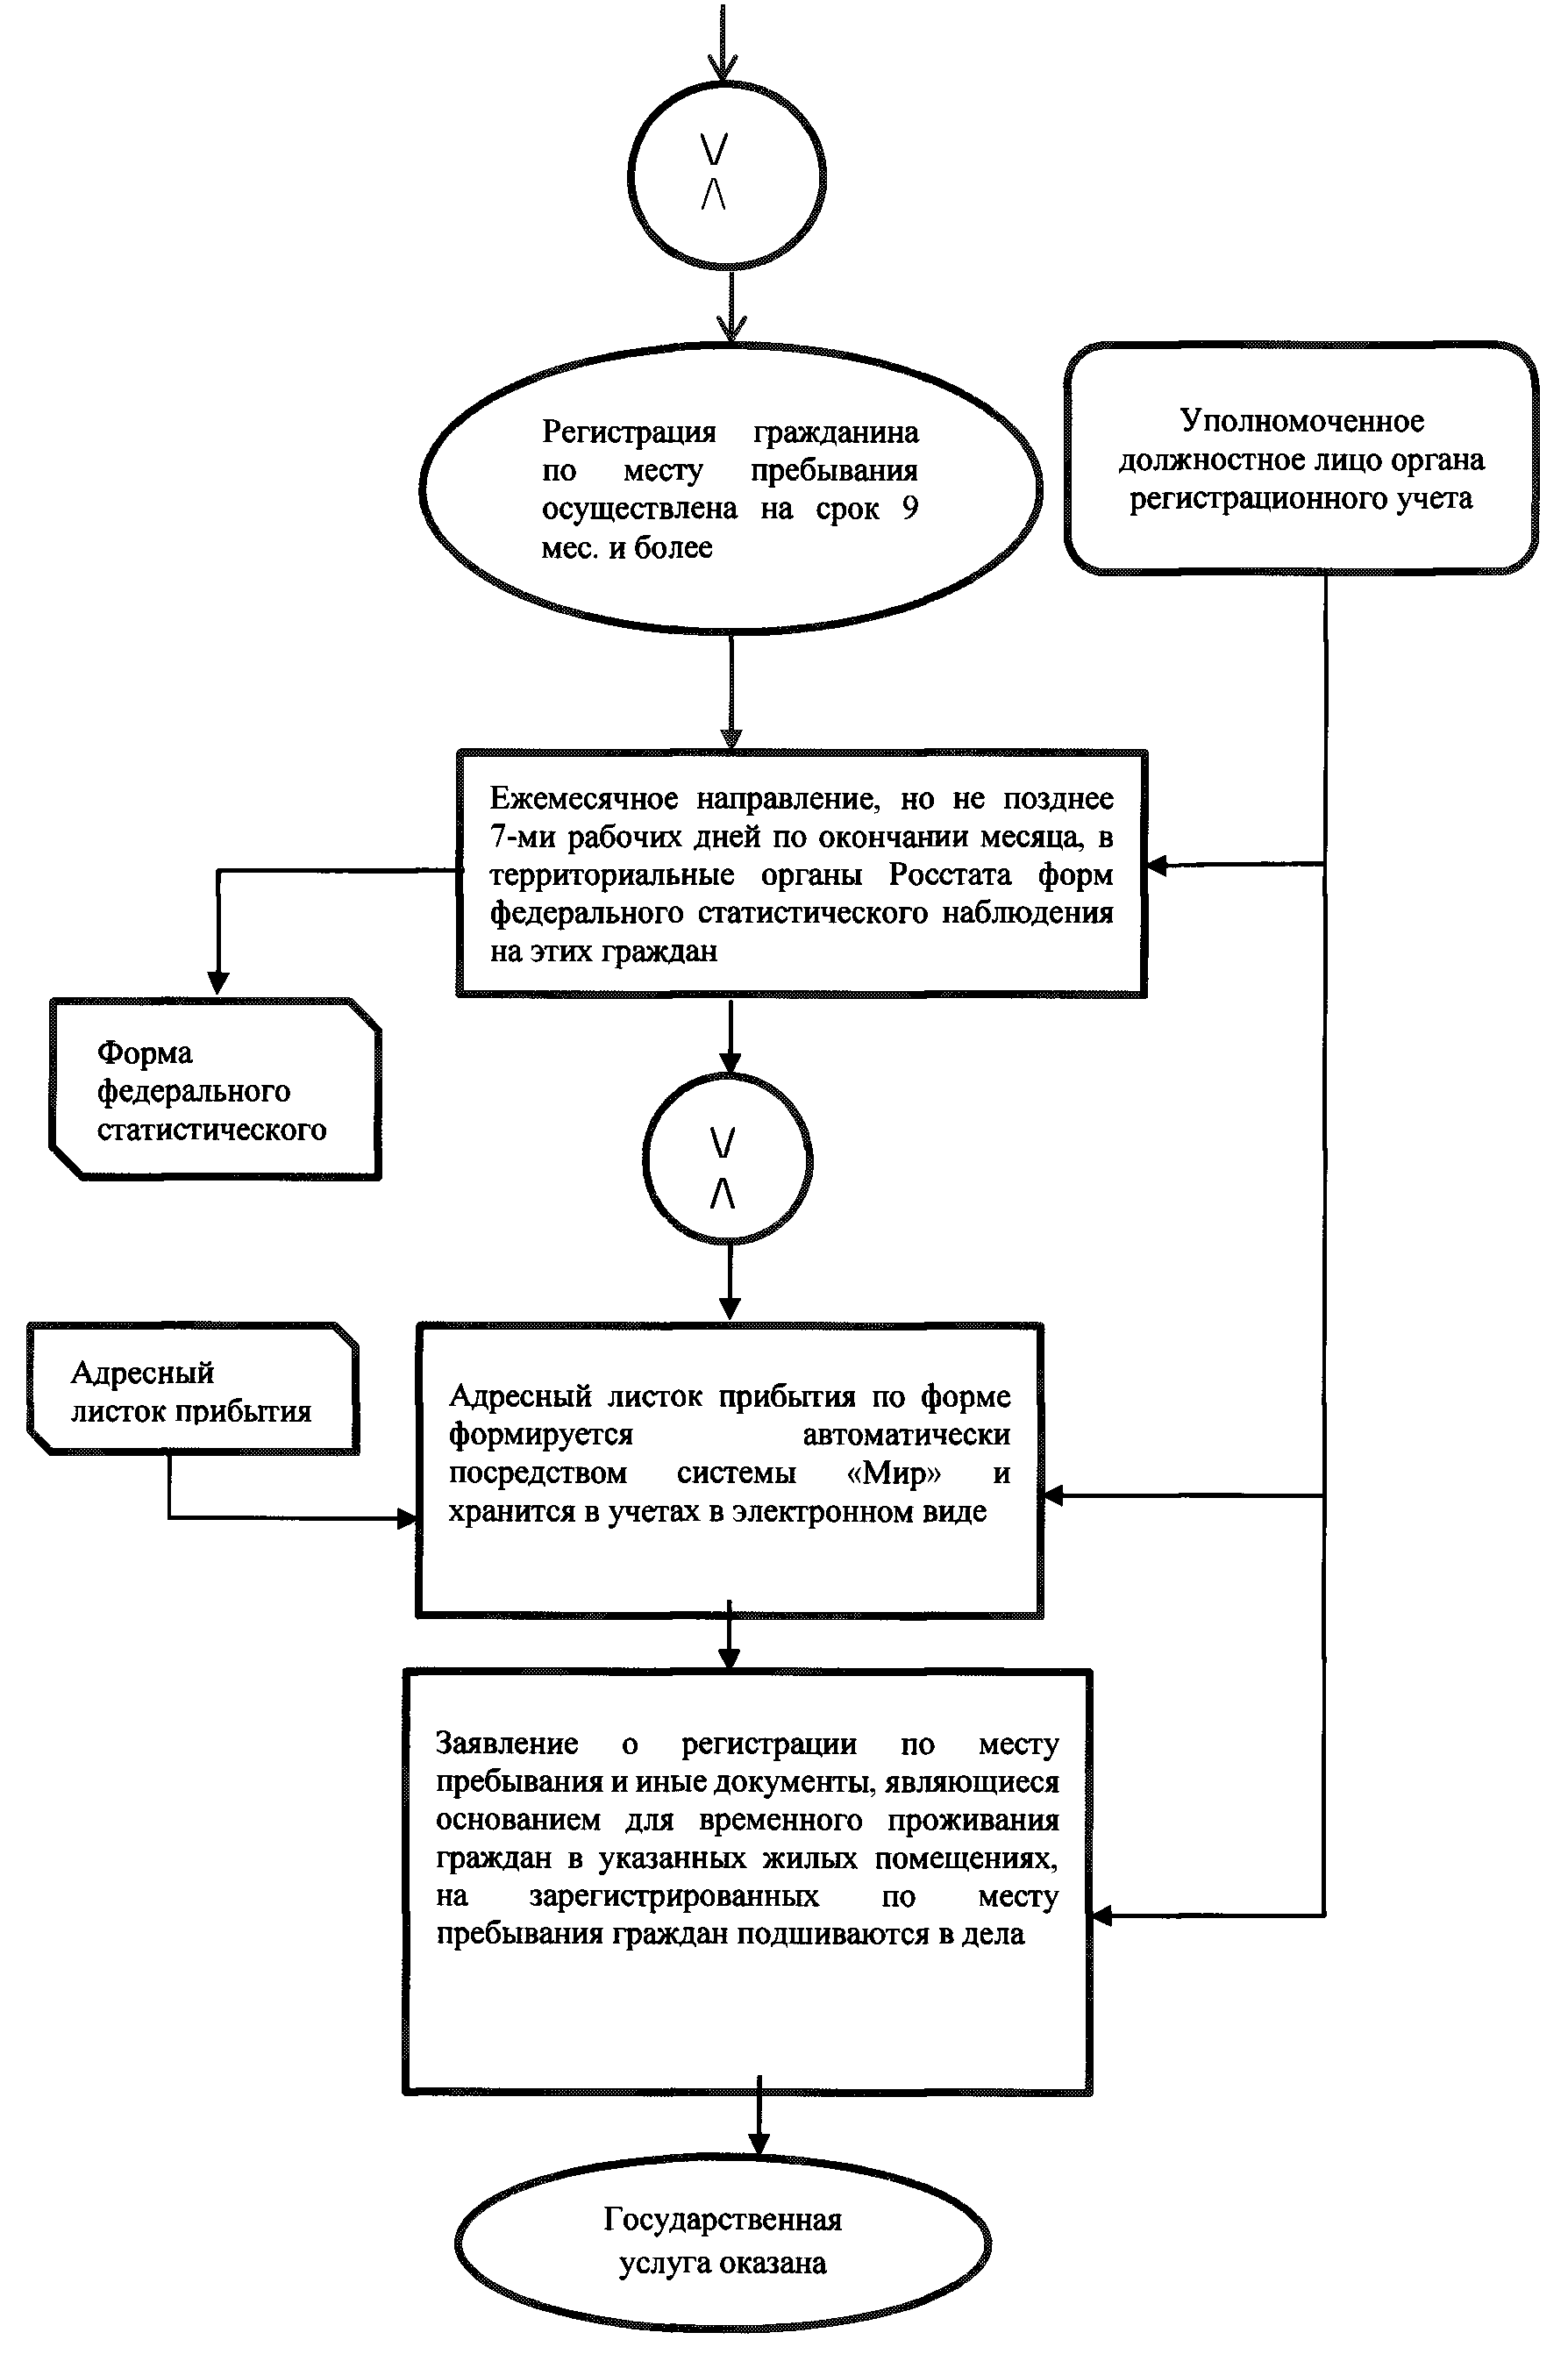 V
Λ
Регистрация гражданина
по месту пребывания
осуществлена на срок 9
мес. и более
Уполномоченное
должностное лицо органа
регистрационного учета
Ежемесячное направление, но не позднее
7-ми рабочих дней по окончании месяца, в
территориальные органы Росстата форм
федерального статистического наблюдения
на этих граждан
Форма
федерального
статистического
V
Λ
Адресный
листок прибытия
Адресный листок прибытия по форме
формируется автоматически
посредством системы «Мир» и
хранится в учетах в электронном виде
Заявление о регистрации по месту
пребывания и иные документы, являющиеся
основанием для временного проживания
граждан в указанных жилых помещениях,
на зарегистрированных по месту
пребывания граждан подшиваются в дела
Государственная
услуга оказана